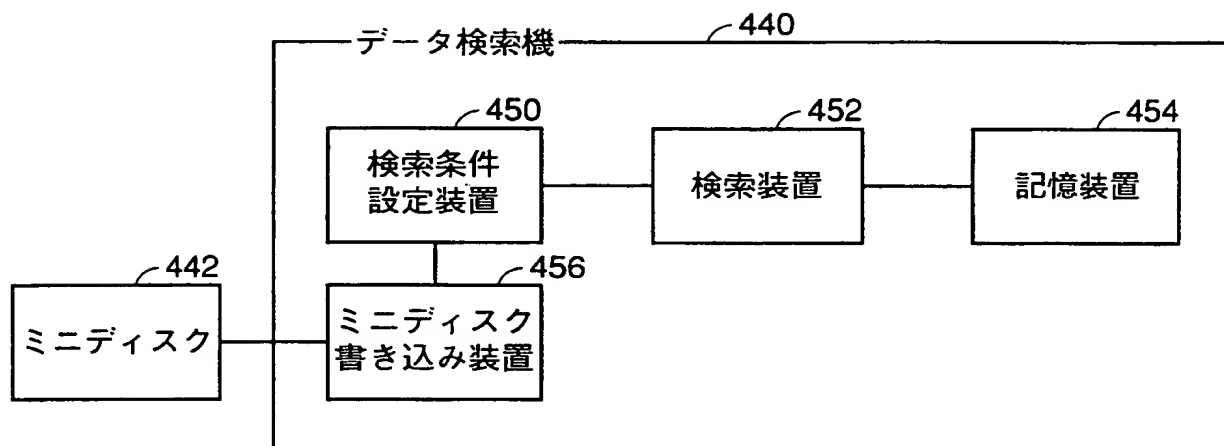 データ検索機
440
450
452
454
検索条件
設定装置
検索装置
記憶装置
442
456
ミニディスク
ミニディスク
書き込み装置